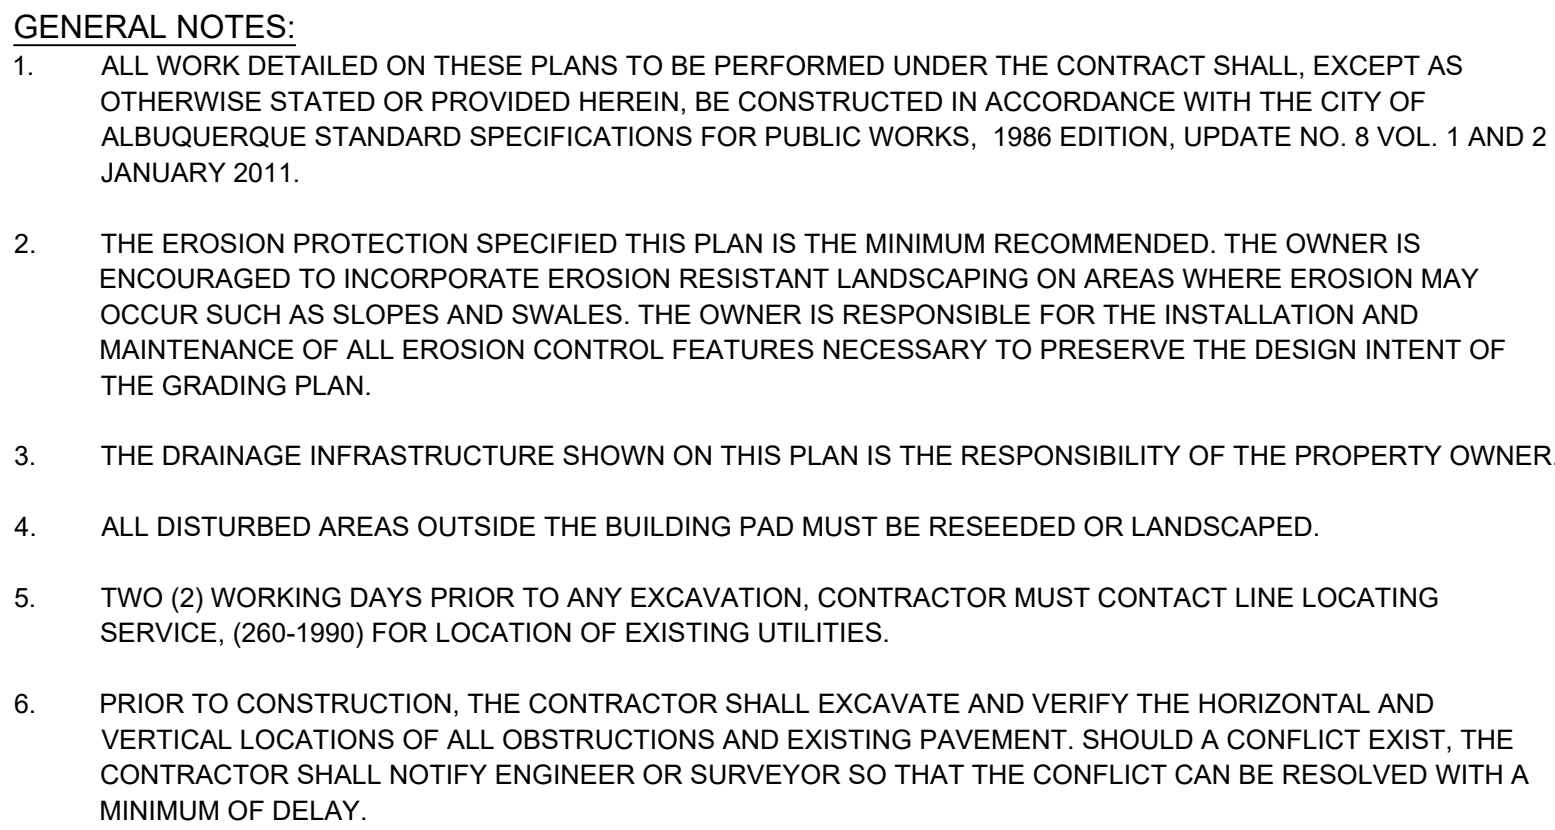 GENERAL NOTES:
1. ALL WORK DETAILED ON THESE PLANS TO BE PERFORMED UNDER THE CONTRACT SHALL, EXCEPT AS
OTHERWISE STATED OR PROVIDED HEREIN, BE CONSTRUCTED IN ACCORDANCE WITH THE CITY OF
ALBUQUERQUE STANDARD SPECIFICATIONS FOR PUBLIC WORKS, 1986 EDITION, UPDATE NO. 8 VOL. 1 AND 2
JANUARY 2011.
2. THE EROSION PROTECTION SPECIFIED THIS PLAN IS THE MINIMUM RECOMMENDED. THE OWNER IS
ENCOURAGED TO INCORPORATE EROSION RESISTANT LANDSCAPING ON AREAS WHERE EROSION MAY
OCCUR SUCH AS SLOPES AND SWALES. THE OWNER IS RESPONSIBLE FOR THE INSTALLATION AND
MAINTENANCE OF ALL EROSION CONTROL FEATURES NECESSARY TO PRESERVE THE DESIGN INTENT OF
THE GRADING PLAN.
3. THE DRAINAGE INFRASTRUCTURE SHOWN ON THIS PLAN IS THE RESPONSIBILITY OF THE PROPERTY OWNER.
4. ALL DISTURBED AREAS OUTSIDE THE BUILDING PAD MUST BE RESEEDED OR LANDSCAPED.
5. TWO (2) WORKING DAYS PRIOR TO ANY EXCAVATION, CONTRACTOR MUST CONTACT LINE LOCATING
SERVICE, (260-1990) FOR LOCATION OF EXISTING UTILITIES.
6. PRIOR TO CONSTRUCTION, THE CONTRACTOR SHALL EXCAVATE AND VERIFY THE HORIZONTAL AND
VERTICAL LOCATIONS OF ALL OBSTRUCTIONS AND EXISTING PAVEMENT. SHOULD A CONFLICT EXIST, THE
CONTRACTOR SHALL NOTIFY ENGINEER OR SURVEYOR SO THAT THE CONFLICT CAN BE RESOLVED WITH A
MINIMUM OF DELAY.